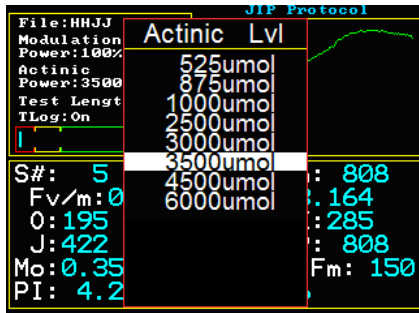 JIP Protocol
File:HHJJ
Modulation
Power:100%
Actinic
Power:3500
Test Lengt
TLog:On
Actinic Lvl
525umol
875umol
1000umol
2500umol
3000umol
3500umol
4500umol
6000umol
S#: 5 : 808
Fv/m:0 .164
O:195 :285
J:422 : 808
Mo:0.35 Fm: 150
PI: 4.2